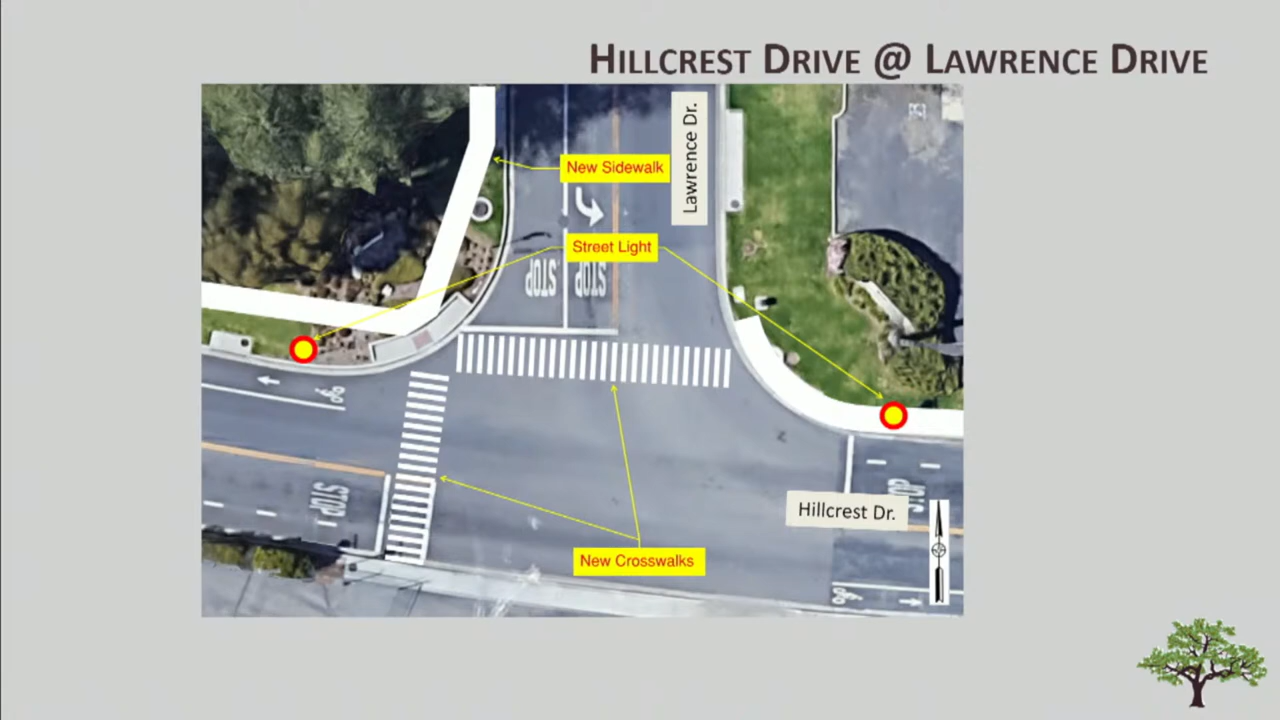 HILLCREST DRIVE @ LAWRENCE DRIVE
Lawrence Dr.
New Sidewalk
Street Light
STOP
STOP
STOP
STOP
Hillcrest Dr.
New Crosswalks